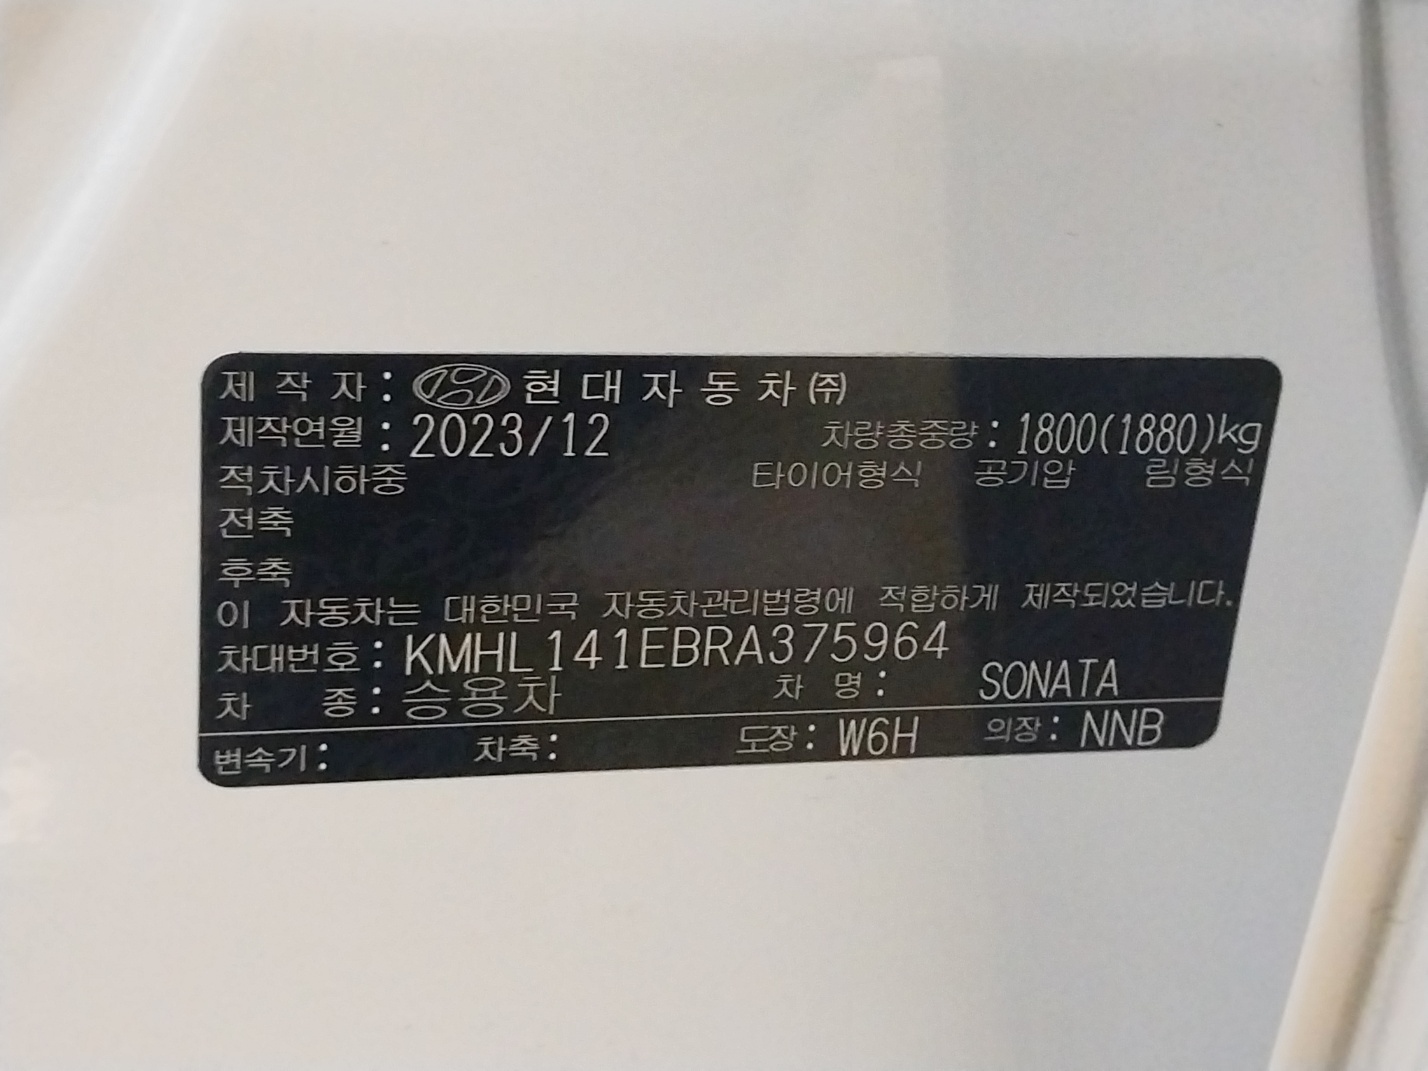 제 작 자 : 현 대 자 동 차 ㈜
제작연월 : 2023/12 차량총중량 : 1800(1880)kg
적차시하중 타이어형식 공기압 림형식
전축
후축
이 자동차는 대한민국 자동차관리법령에 적합하게 제작되었습니다.
차대번호 : KMHL141EBRA375964
차 종 : 승용차 차 명 : SONATA
변속기 : 차축 : 도장 : W6H 의장 : NNB